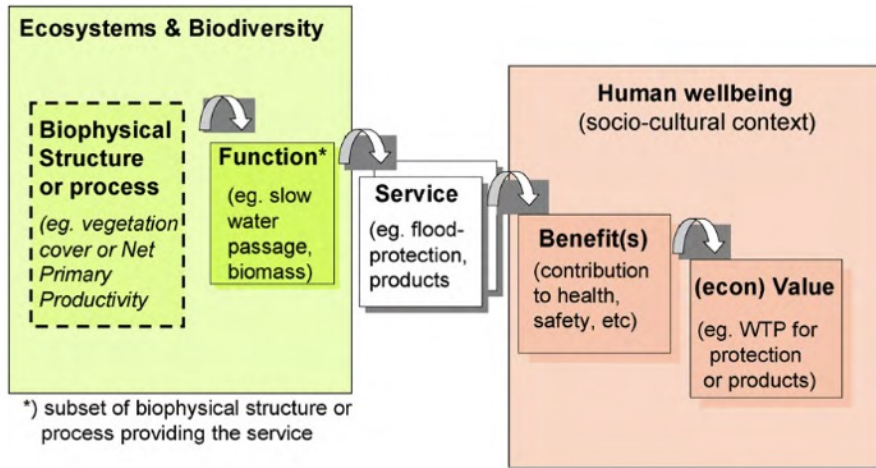 Ecosystems & Biodiversity
Biophysical
Structure
or process
(eg. vegetation
cover or Net
Primary
Productivity
Function*
(eg. slow
water
passage,
biomass)
Service
(eg. flood-
protection,
products
Human wellbeing
(socio-cultural context)
Benefit(s)
(contribution
to health,
safety, etc)
(econ) Value
(eg. WTP for
protection
or products)
*) subset of biophysical structure or
process providing the service